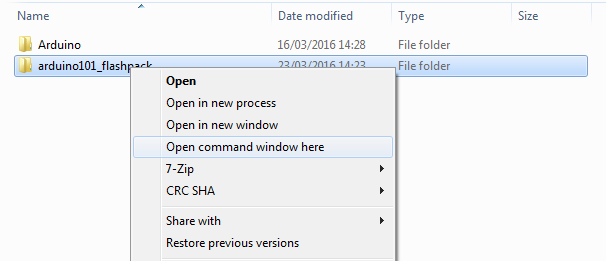 Name Date modified Type Size
Arduino 16/03/2016 14:28 File folder
arduino101_flashpack 23/03/2016 14:23 File folder
Open
Open in new process
Open in new window
Open command window here
7-Zip
CRC SHA
Share with
Restore previous versions